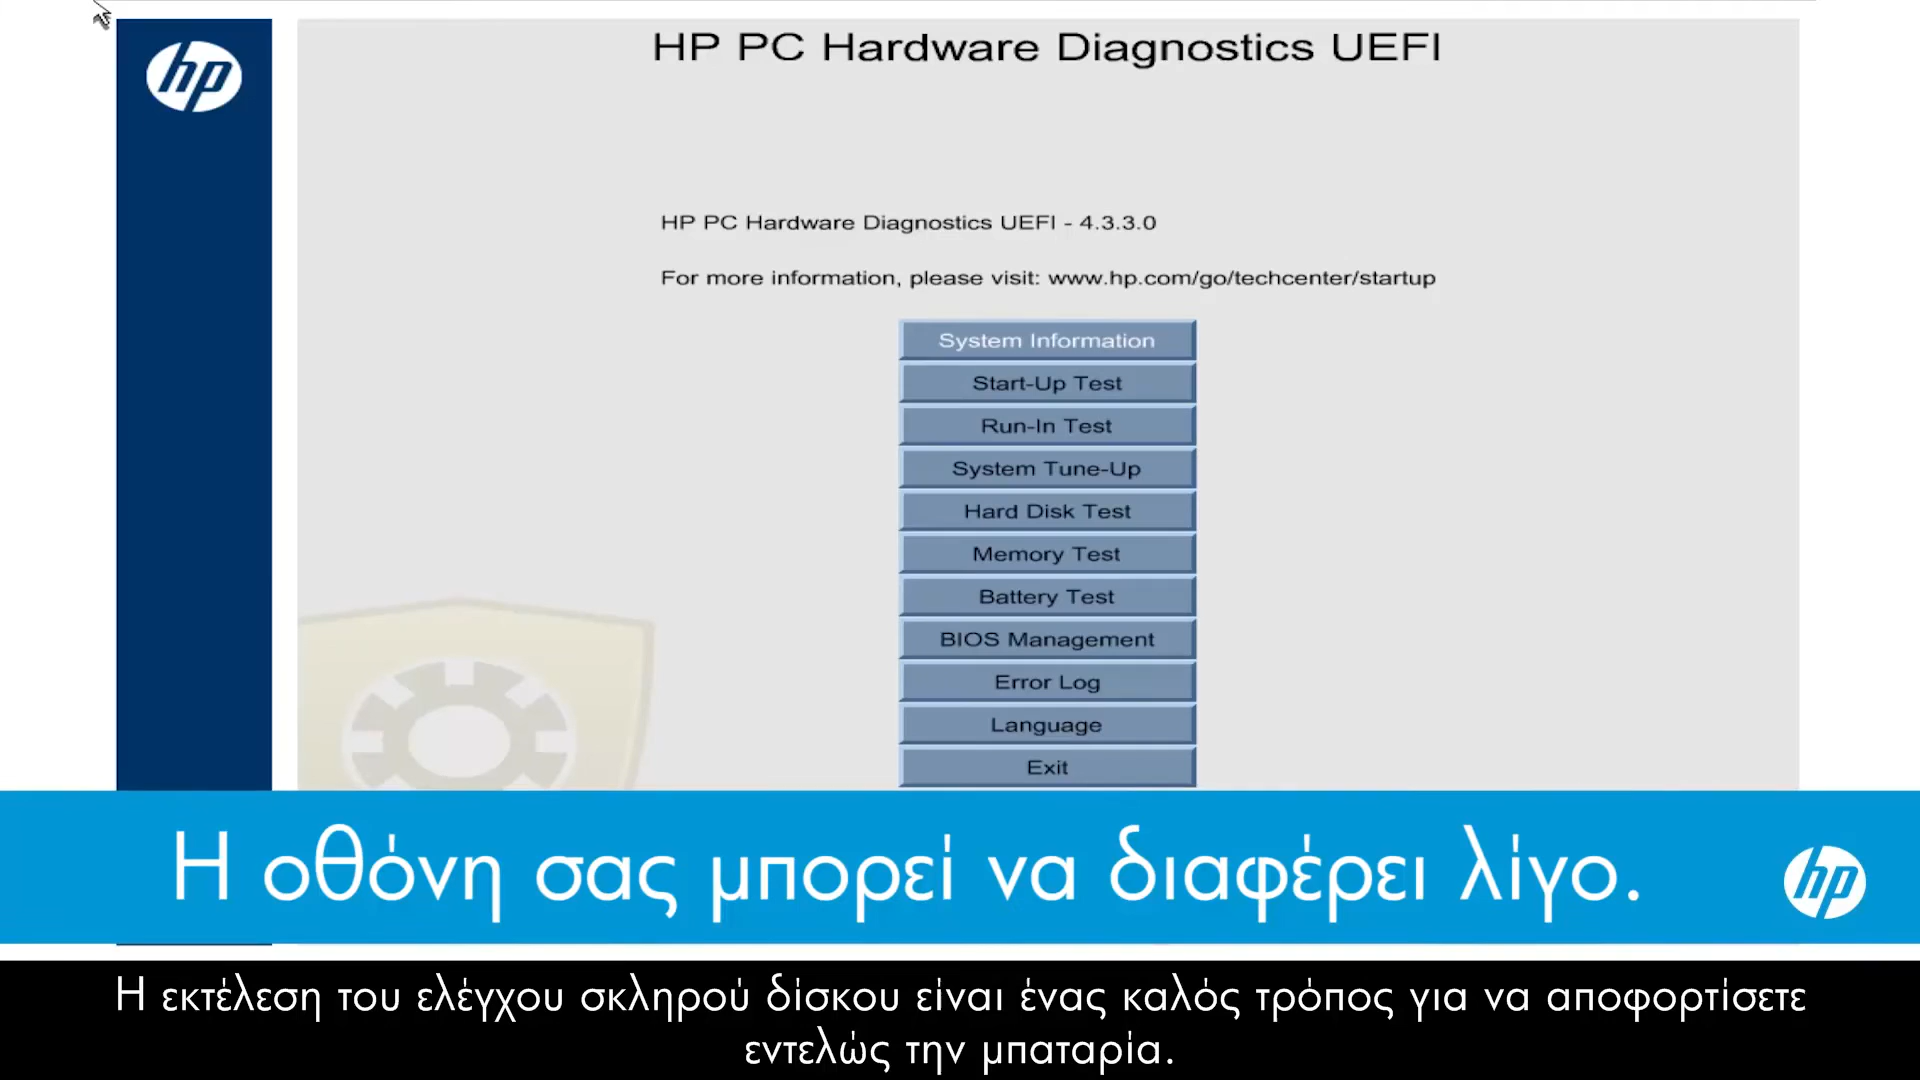 hp
HP PC Hardware Diagnostics UEFI
HP PC Hardware Diagnostics UEFI - 4.3.3.0
For more information, please visit: www.hp.com/go/techcenter/startup
System Information
Start-Up Test
Run-In Test
System Tune-Up
Hard Disk Test
Memory Test
Battery Test
BIOS Management
Error Log
Language
Exit
Η οθόνη σας μπορεί να διαφέρει λίγο.
hp
Η εκτέλεση του ελέγχου σκληρού δίσκου είναι ένας καλός τρόπος για να αποφορτίσετε
εντελώς την μπαταρία.